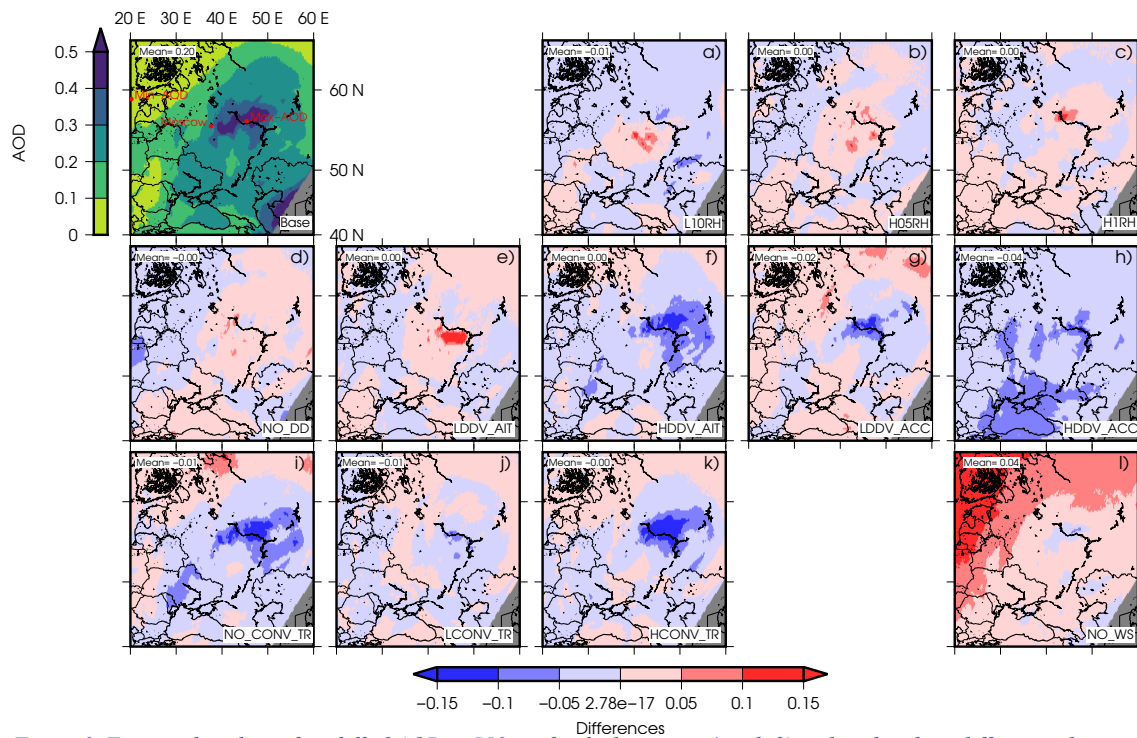 20 E 30 E 40 E 50 E 60 E
0.5
0.4
0.3
0.2
0.1
0
AOD
Mean= 0.20
Moscow
Base
60 N
50 N
40 N
Mean= −0.01
a)
L10RH
Mean= 0.00
b)
H05RH
Mean= 0.00
c)
H1RH
Mean= −0.00
d)
NO_DD
Mean= 0.00
e)
LDDV_AIT
Mean= 0.00
f)
HDDV_AIT
Mean= −0.02
g)
LDDV_ACC
Mean= −0.04
h)
HDDV_ACC
Mean= −0.01
i)
NO_CONV_TR
Mean= −0.01
j)
LCONV_TR
Mean= −0.00
k)
HCONV_TR
Mean= 0.04
l)
NO_WS
−0.15 −0.1 −0.05 2.78e−17 0.05 0.1 0.15
Differences